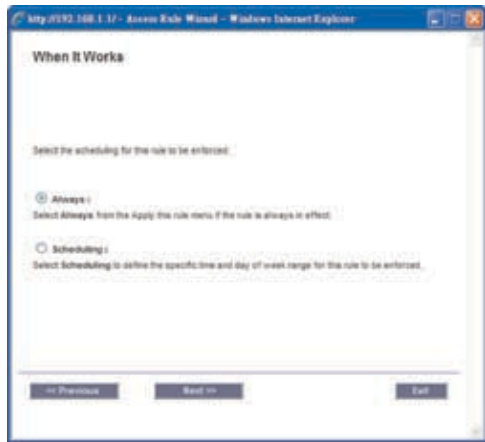 http://192.168.1.1/ - Access Rule Wizard - Windows Internet Explorer
When It Works
Select the scheduling for this rule to be enforced:
Always :
Select Always from the Apply this rule menu if the rule is always in effect.
Scheduling :
Select Scheduling to define the specific time and day of week range for this rule to be enforced.
<< Previous
Next >>
Exit